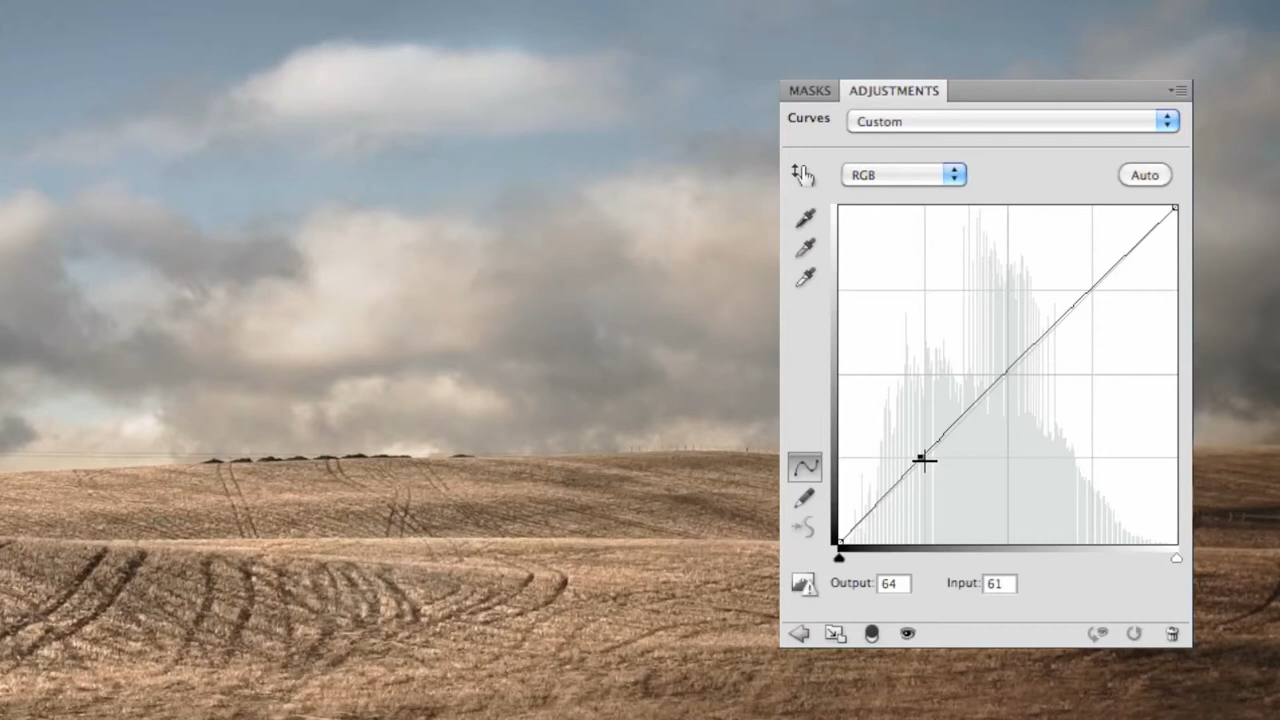 MASKS ADJUSTMENTS
Curves Custom
RGB Auto
Output: 64 Input: 61